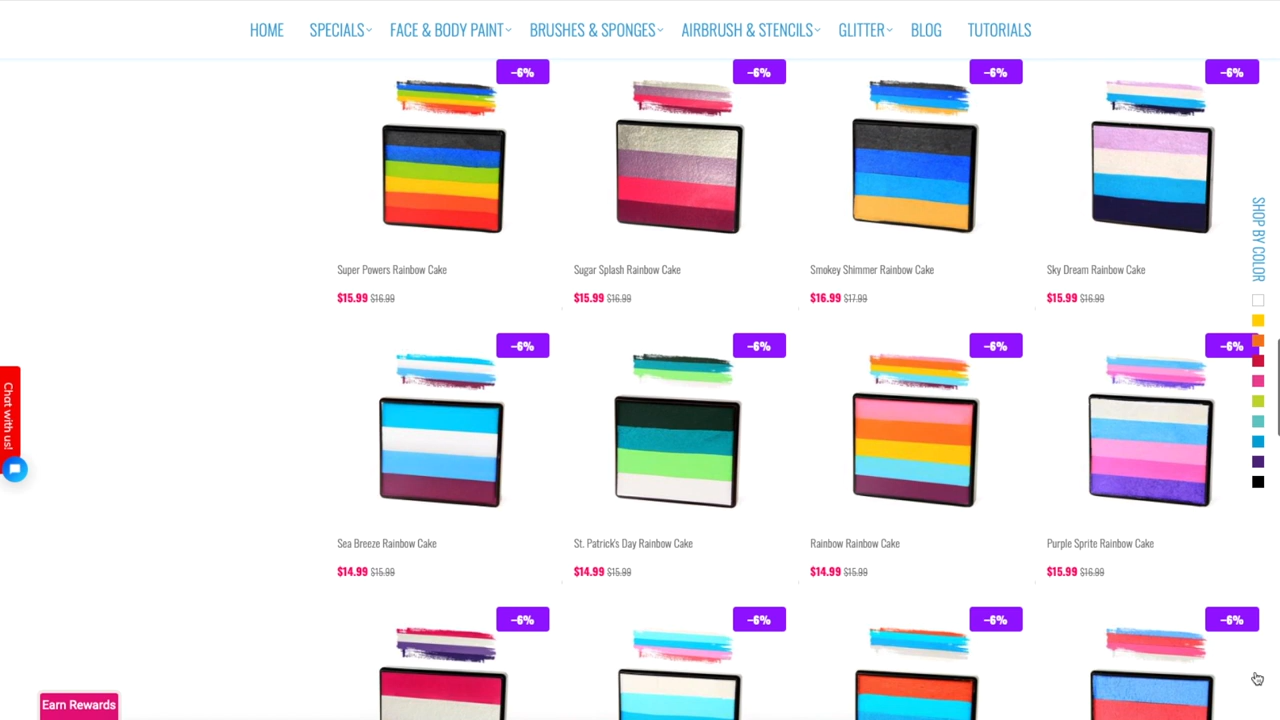 HOME SPECIALS FACE & BODY PAINT BRUSHES & SPONGES AIRBRUSH & STENCILS GLITTER BLOG TUTORIALS
−6% −6% −6% −6%
Super Powers Rainbow Cake Sugar Splash Rainbow Cake Smokey Shimmer Rainbow Cake Sky Dream Rainbow Cake
$15.99 $16.99 $15.99 $16.99 $16.99 $17.99 $15.99 $16.99
SHOP BY COLOR
−6% −6% −6% −6%
Chat with us!
Sea Breeze Rainbow Cake St. Patrick's Day Rainbow Cake Rainbow Rainbow Cake Purple Sprite Rainbow Cake
$14.99 $15.99 $14.99 $15.99 $14.99 $15.99 $15.99 $16.99
−6% −6% −6% −6%
Earn Rewards